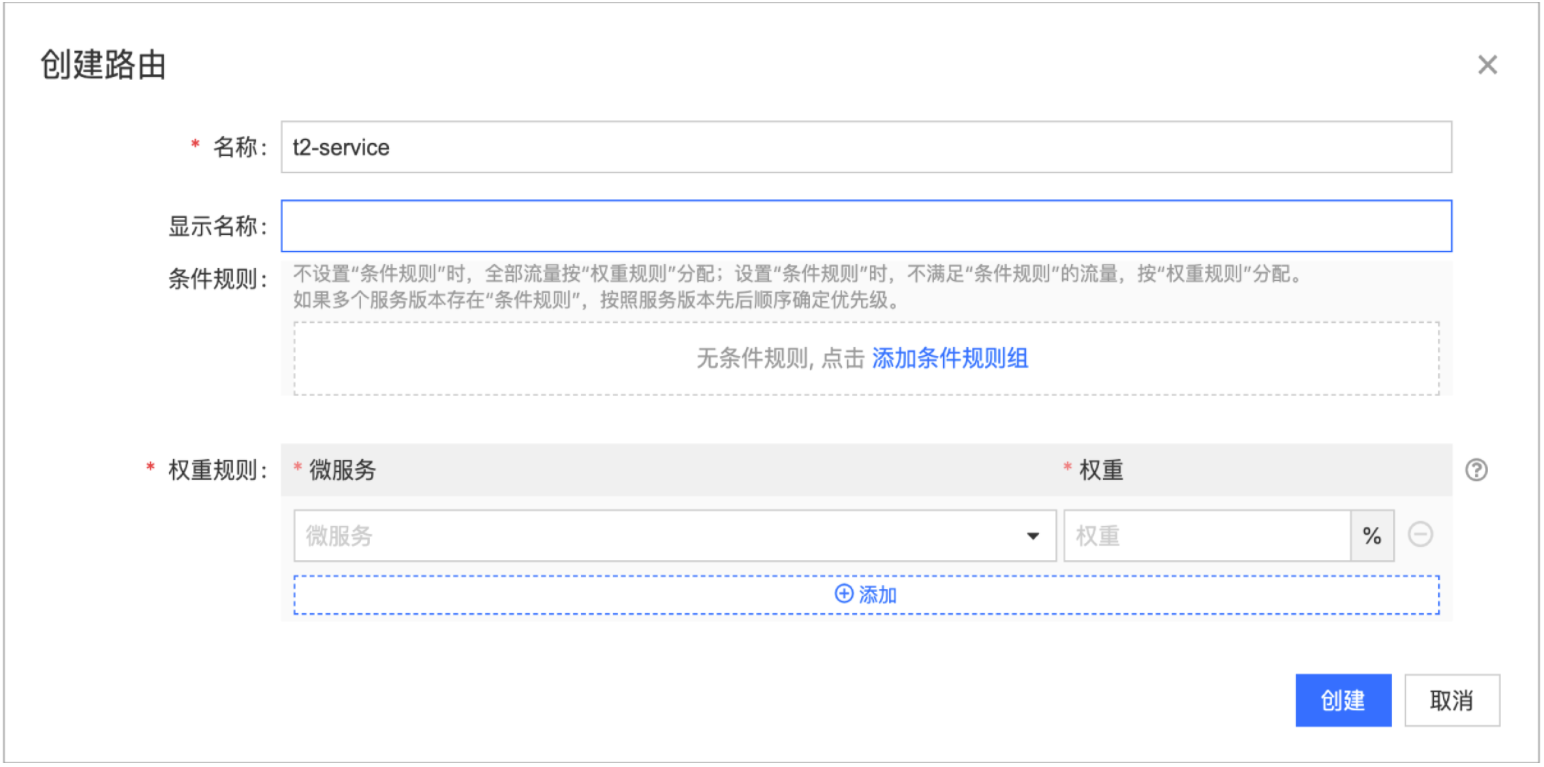 创建路由
* 名称： t2-service
显示名称：
条件规则： 不设置“条件规则”时，全部流量按“权重规则”分配；设置“条件规则”时，不满足“条件规则”的流量，按“权重规则”分配。
如果多个服务版本存在“条件规则”，按照服务版本先后顺序确定优先级。
无条件规则, 点击 添加条件规则组
* 权重规则： * 微服务 * 权重
微服务 权重 %
添加
创建 取消